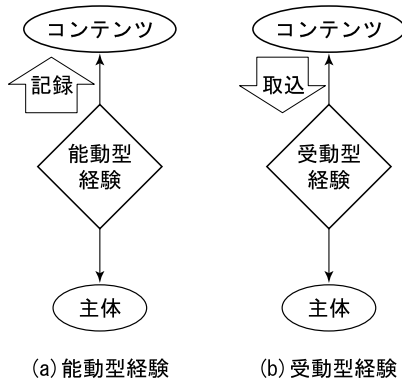 コンテンツ
記録
能動型
経験
主体
(a)能動型経験
コンテンツ
取込
受動型
経験
主体
(b)受動型経験